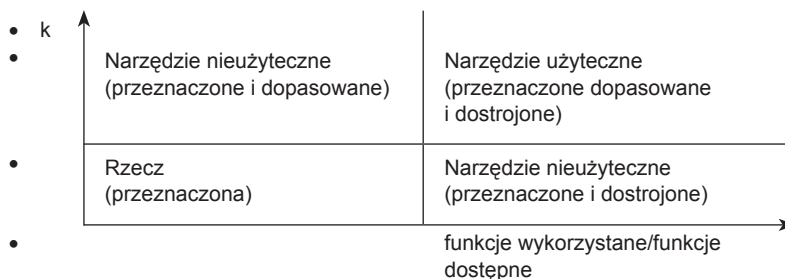 • k
•
Narzędzie nieużyteczne
(przeznaczone i dopasowane)
Narzędzie użyteczne
(przeznaczone dopasowane
i dostrojone)
•
Rzecz
(przeznaczona)
Narzędzie nieużyteczne
(przeznaczone i dostrojone)
•
funkcje wykorzystane/funkcje
dostępne